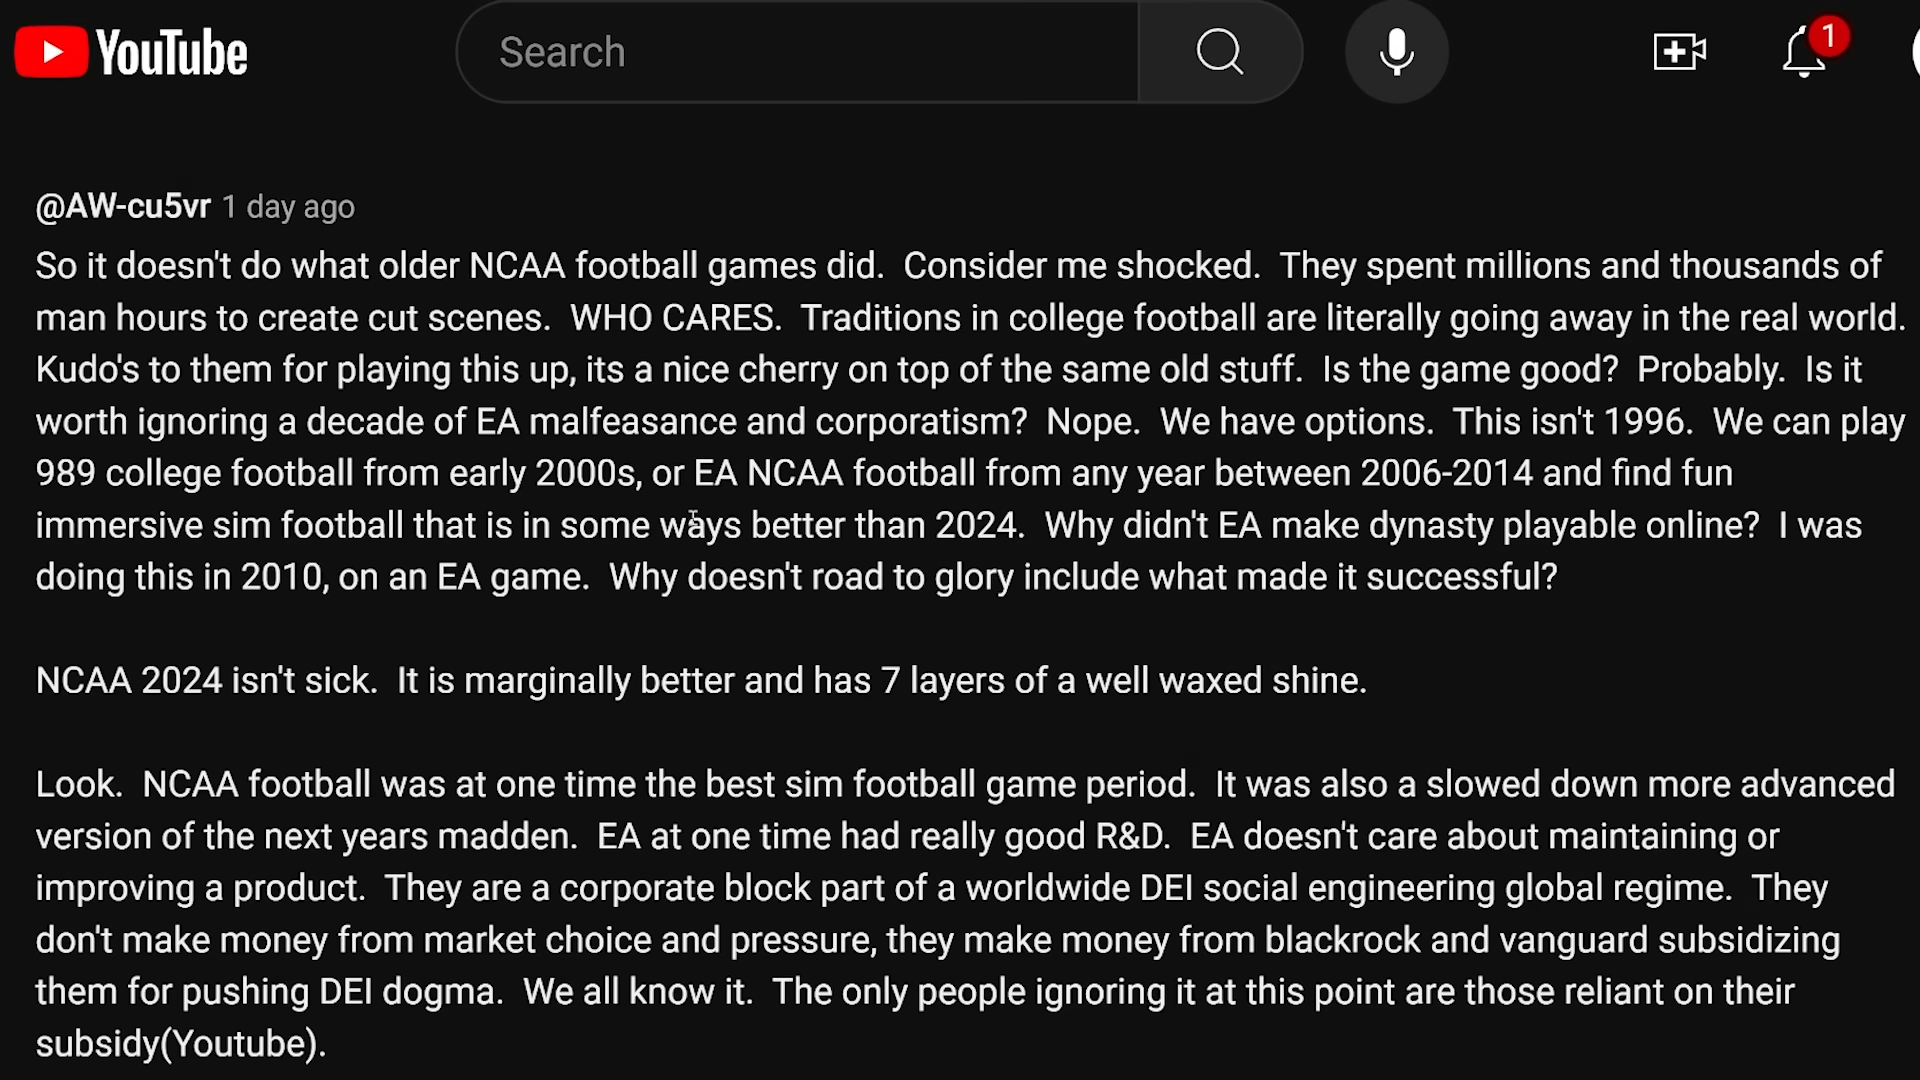 YouTube
Search
1
@AW-cu5vr 1 day ago
So it doesn't do what older NCAA football games did.  Consider me shocked.  They spent millions and thousands of
man hours to create cut scenes.  WHO CARES.  Traditions in college football are literally going away in the real world.
Kudo's to them for playing this up, its a nice cherry on top of the same old stuff.  Is the game good?  Probably.  Is it
worth ignoring a decade of EA malfeasance and corporatism?  Nope.  We have options.  This isn't 1996.  We can play
989 college football from early 2000s, or EA NCAA football from any year between 2006-2014 and find fun
immersive sim football that is in some ways better than 2024.  Why didn't EA make dynasty playable online?  I was
doing this in 2010, on an EA game.  Why doesn't road to glory include what made it successful?
NCAA 2024 isn't sick.  It is marginally better and has 7 layers of a well waxed shine.
Look.  NCAA football was at one time the best sim football game period.  It was also a slowed down more advanced
version of the next years madden.  EA at one time had really good R&D.  EA doesn't care about maintaining or
improving a product.  They are a corporate block part of a worldwide DEI social engineering global regime.  They
don't make money from market choice and pressure, they make money from blackrock and vanguard subsidizing
them for pushing DEI dogma.  We all know it.  The only people ignoring it at this point are those reliant on their
subsidy(Youtube).